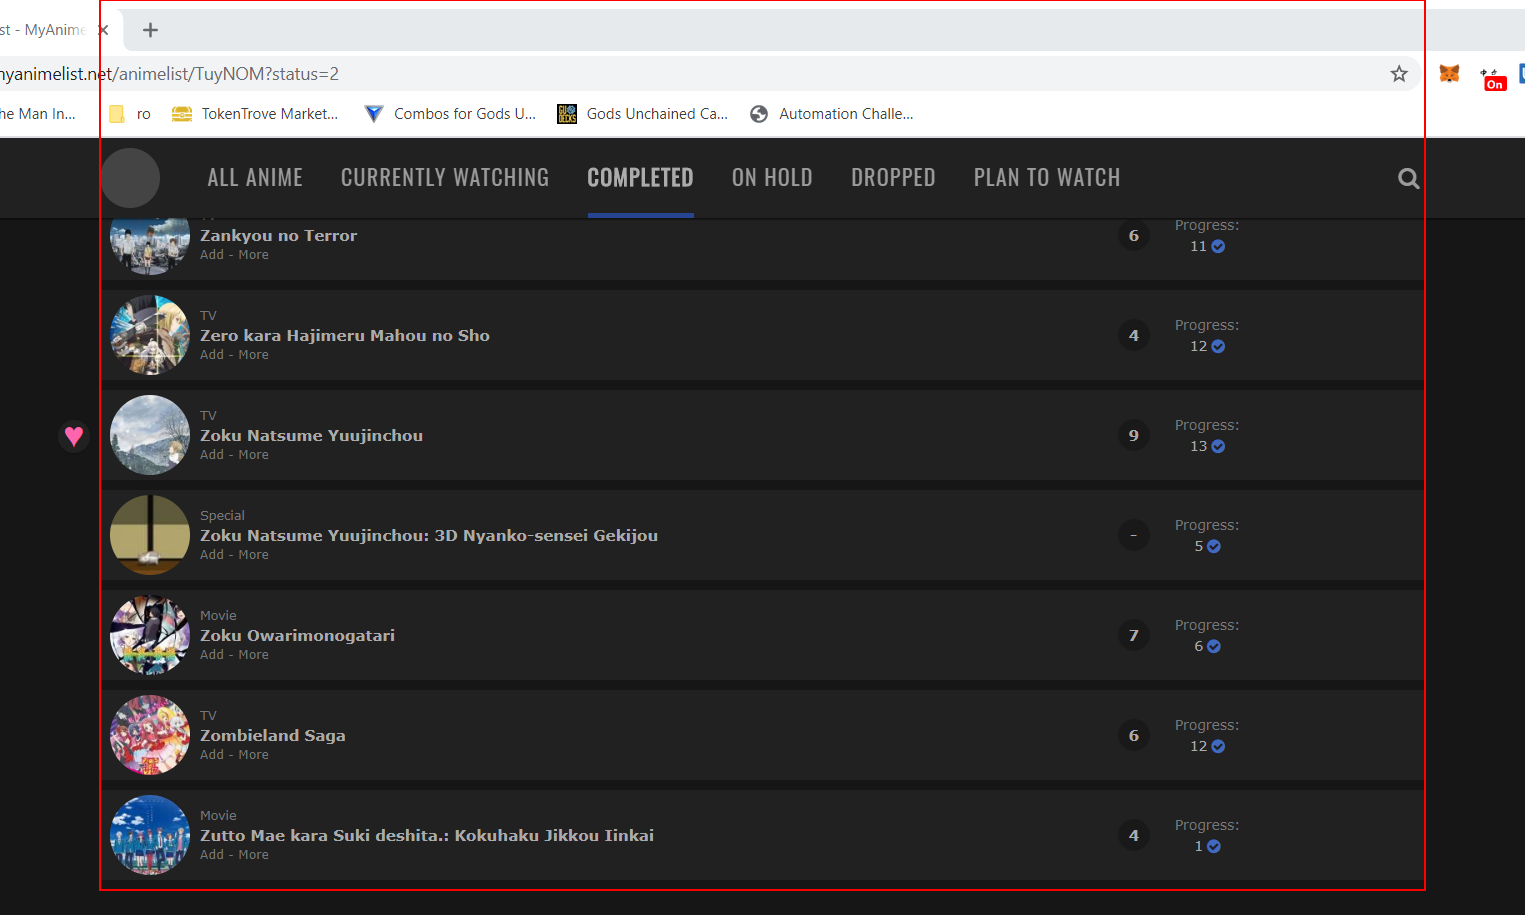 st - MyAnime
myanimelist.net/animelist/TuyNOM?status=2
On
he Man In...
ro
TokenTrove Market...
Combos for Gods U...
GU DECKS
Gods Unchained Ca...
Automation Challe...
ALL ANIME
CURRENTLY WATCHING
COMPLETED
ON HOLD
DROPPED
PLAN TO WATCH
Zankyou no Terror
Add - More
6
Progress:
11
TV
Zero kara Hajimeru Mahou no Sho
Add - More
4
Progress:
12
TV
Zoku Natsume Yuujinchou
Add - More
9
Progress:
13
Special
Zoku Natsume Yuujinchou: 3D Nyanko-sensei Gekijou
Add - More
-
Progress:
5
Movie
Zoku Owarimonogatari
Add - More
7
Progress:
6
TV
Zombieland Saga
Add - More
6
Progress:
12
Movie
Zutto Mae kara Suki deshita.: Kokuhaku Jikkou Iinkai
Add - More
4
Progress:
1